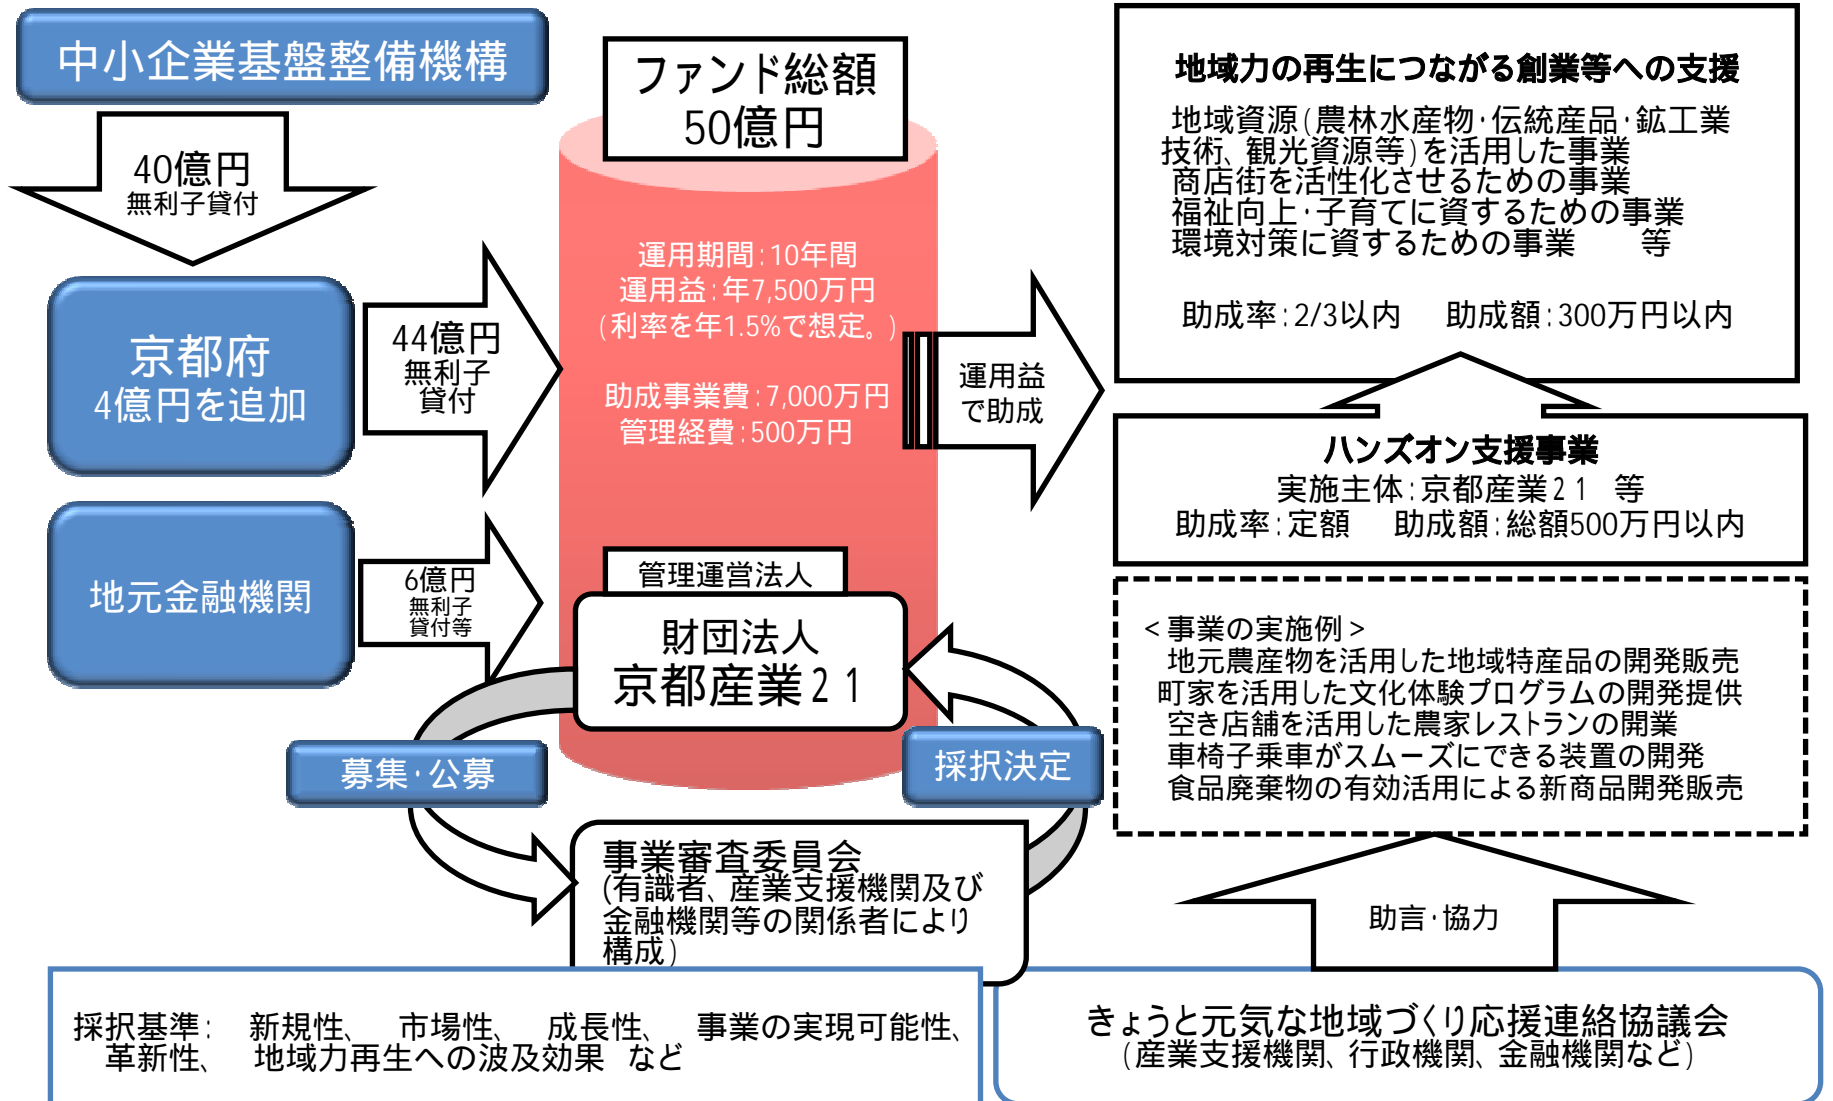 中小企業基盤整備機構
40億円
無利子貸付
京都府
4億円を追加
44億円
無利子
貸付
地元金融機関
6億円
無利子
貸付等
ファンド総額
50億円
運用期間:10年間
運用益:年7,500万円
(利率を年1.5%で想定。)
助成事業費:7,000万円
管理経費:500万円
管理運営法人
財団法人
京都産業21
運用益
で助成
募集・公募
採択決定
事業審査委員会
(有識者、産業支援機関及び
金融機関等の関係者により
構成)
採択基準: 新規性、 市場性、 成長性、 事業の実現可能性、
革新性、 地域力再生への波及効果 など
地域力の再生につながる創業等への支援
地域資源(農林水産物・伝統産品・鉱工業
技術、観光資源等)を活用した事業
商店街を活性化させるための事業
福祉向上・子育てに資するための事業
環境対策に資するための事業 等
助成率:2/3以内 助成額:300万円以内
ハンズオン支援事業
実施主体:京都産業21 等
助成率:定額 助成額:総額500万円以内
<事業の実施例>
地元農産物を活用した地域特産品の開発販売
町家を活用した文化体験プログラムの開発提供
空き店舗を活用した農家レストランの開業
車椅子乗車がスムーズにできる装置の開発
食品廃棄物の有効活用による新商品開発販売
助言・協力
きょうと元気な地域づくり応援連絡協議会
(産業支援機関、行政機関、金融機関など)